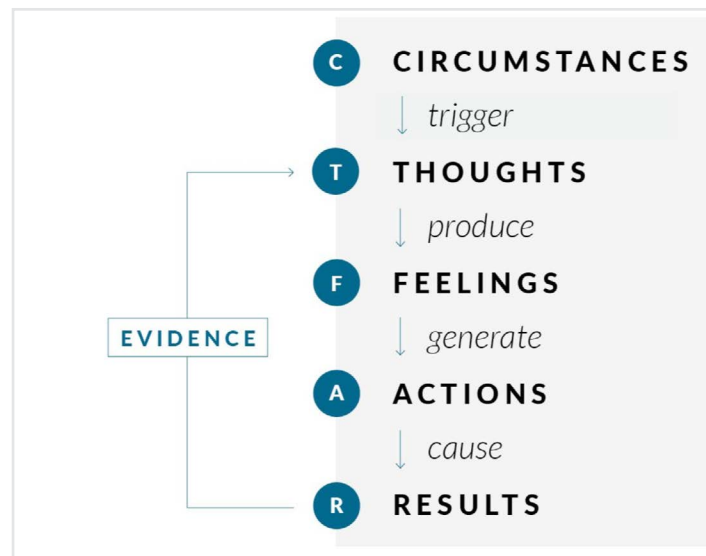 C CIRCUMSTANCES
trigger
T THOUGHTS
produce
F FEELINGS
EVIDENCE generate
A ACTIONS
cause
R RESULTS